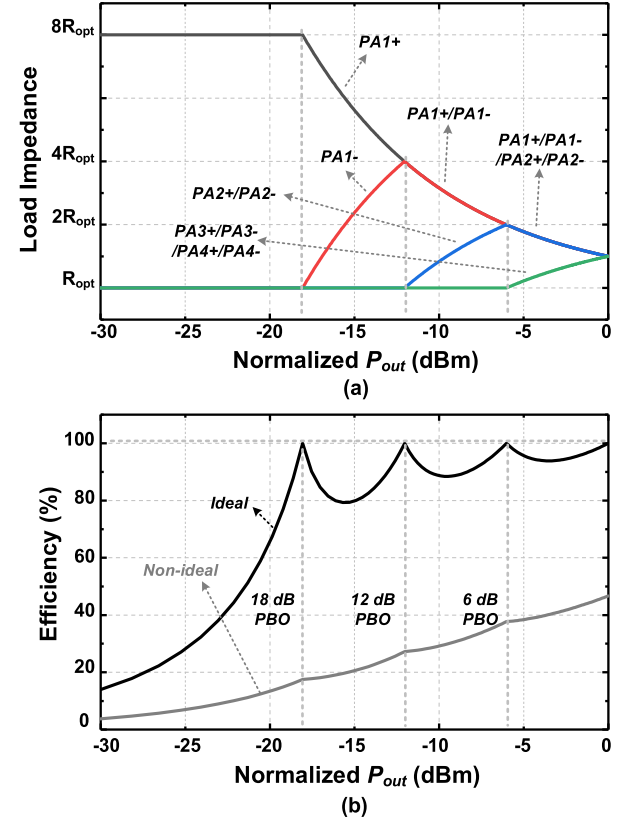 8Ropt
4Ropt
2Ropt
Ropt
Load Impedance
PA1+
PA1+/PA1-
PA1+/PA1-
/PA2+/PA2-
PA1-
PA2+/PA2-
PA3+/PA3-
/PA4+/PA4-
-30 -25 -20 -15 -10 -5 0
Normalized Pout (dBm)
(a)
100
80
60
40
20
0
Efficiency (%)
Ideal
Non-ideal
18 dB
PBO
12 dB
PBO
6 dB
PBO
-30 -25 -20 -15 -10 -5 0
Normalized Pout (dBm)
(b)